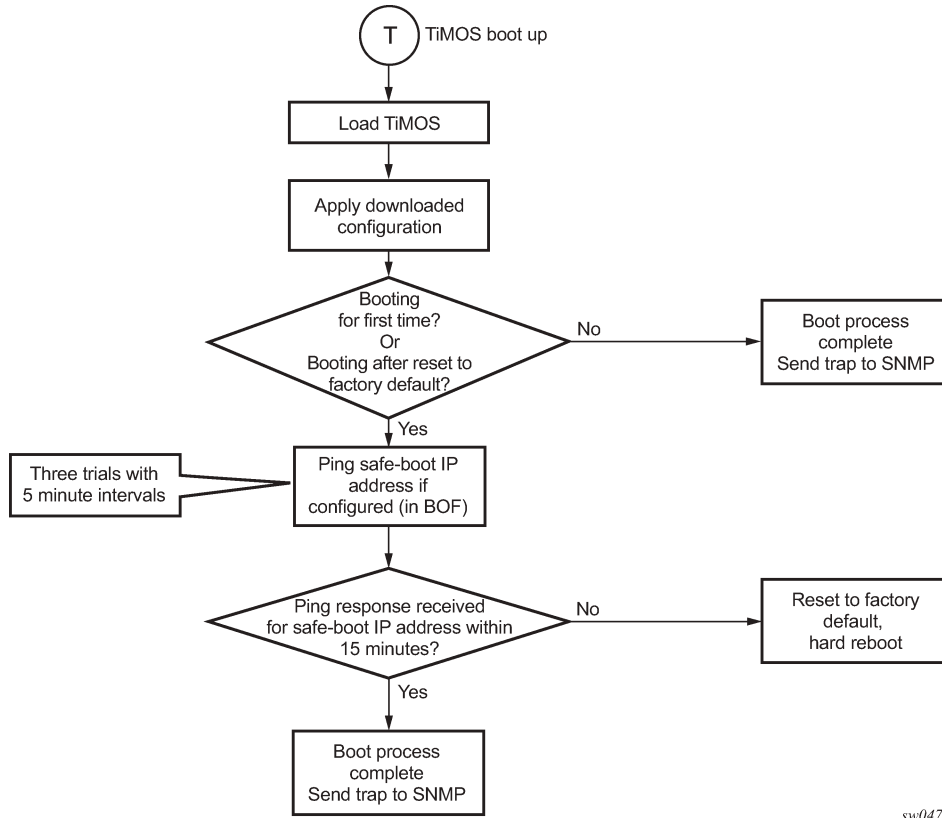 T
TiMOS boot up
Load TiMOS
Apply downloaded
configuration
Booting
for first time?
Or
Booting after reset to
factory default?
No
Boot process
complete
Send trap to SNMP
Yes
Three trials with
5 minute intervals
Ping safe-boot IP
address if
configured (in BOF)
Ping response received
for safe-boot IP address within
15 minutes?
No
Reset to factory
default,
hard reboot
Yes
Boot process
complete
Send trap to SNMP
sw047